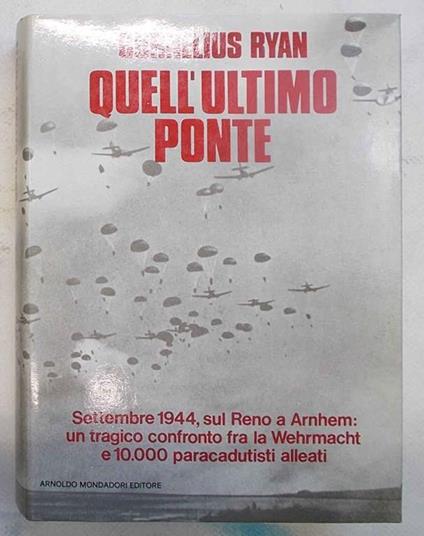 CORNELIUS RYAN
QUELL'ULTIMO
PONTE
Settembre 1944, sul Reno a Arnhem:
un tragico confronto fra la Wehrmacht
e 10.000 paracadutisti alleati
ARNOLDO MONDADORI EDITORE